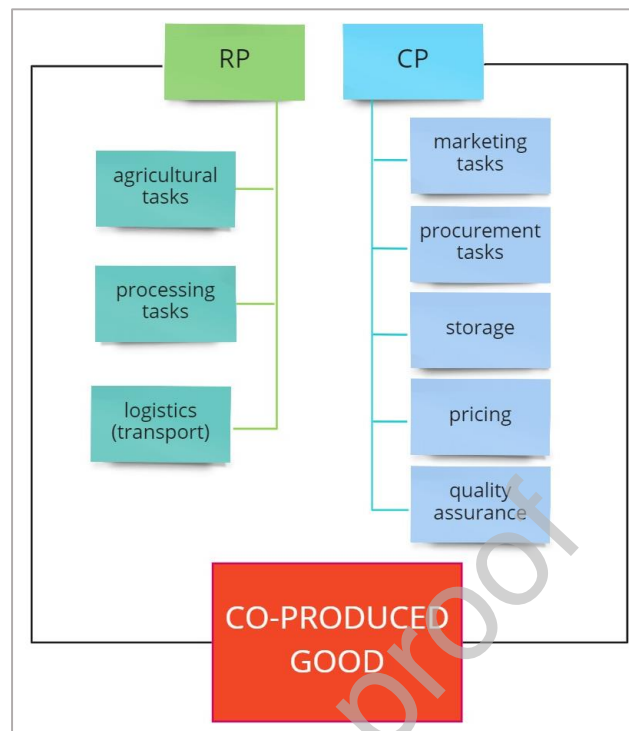 RP
agricultural
tasks
processing
tasks
logistics
(transport)
CP
marketing
tasks
procurement
tasks
storage
pricing
quality
assurance
CO-PRODUCED
GOOD
proof